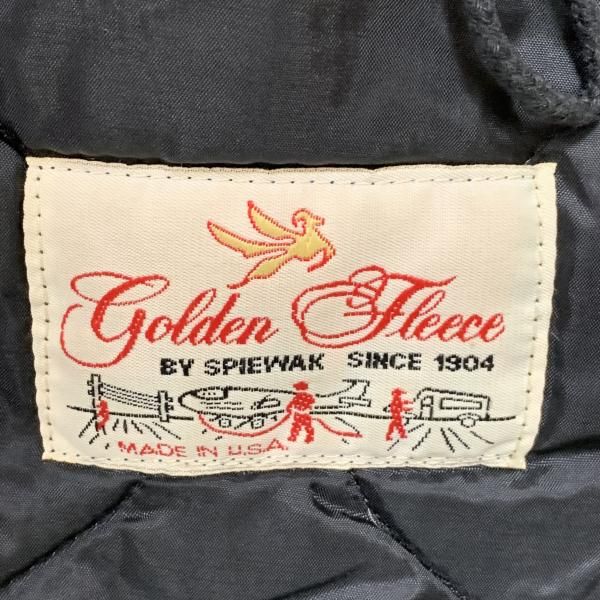 Golden Fleece
BY SPIEWAK SINCE 1904
MADE IN U.S.A.